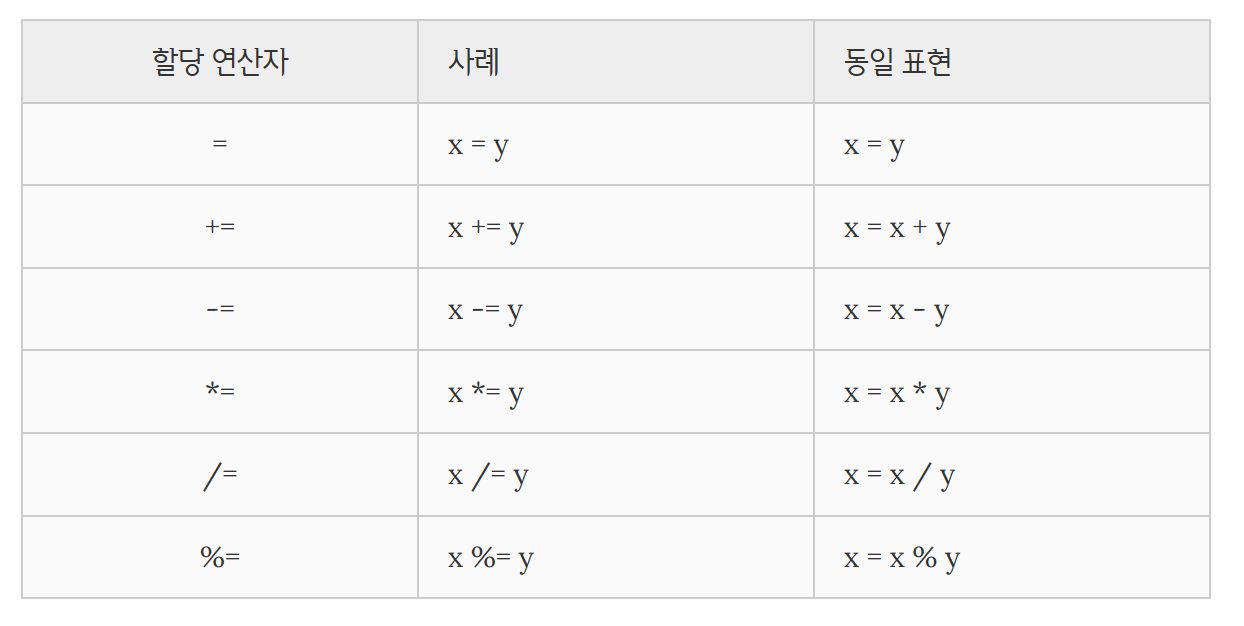 할당 연산자 사례 동일 표현
= x = y x = y
+= x += y x = x + y
-= x -= y x = x - y
*= x *= y x = x * y
/= x /= y x = x / y
%= x %= y x = x % y